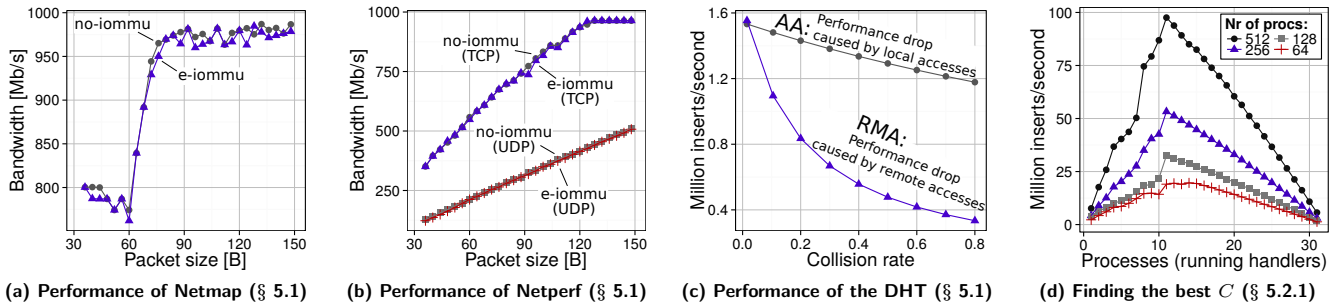 Bandwidth [Mb/s]
1000
950
900
850
800
no-iommu
e-iommu
30
60
90
120
150
Packet size [B]
(a) Performance of Netmap (§ 5.1)
Bandwidth [Mb/s]
1000
750
500
250
no-iommu
(TCP)
e-iommu
(TCP)
no-iommu
(UDP)
e-iommu
(UDP)
30
60
90
120
150
Packet size [B]
(b) Performance of Netperf (§ 5.1)
Million inserts/second
1.6
1.2
0.8
0.4
AA: Performance drop
caused by local accesses
RMA:
Performance drop
caused by remote accesses
0.0
0.2
0.4
0.6
0.8
Collision rate
(c) Performance of the DHT (§ 5.1)
Million inserts/second
100
75
50
25
0
Nr of procs:
512
128
256
64
0
10
20
30
Processes (running handlers)
(d) Finding the best C (§ 5.2.1)